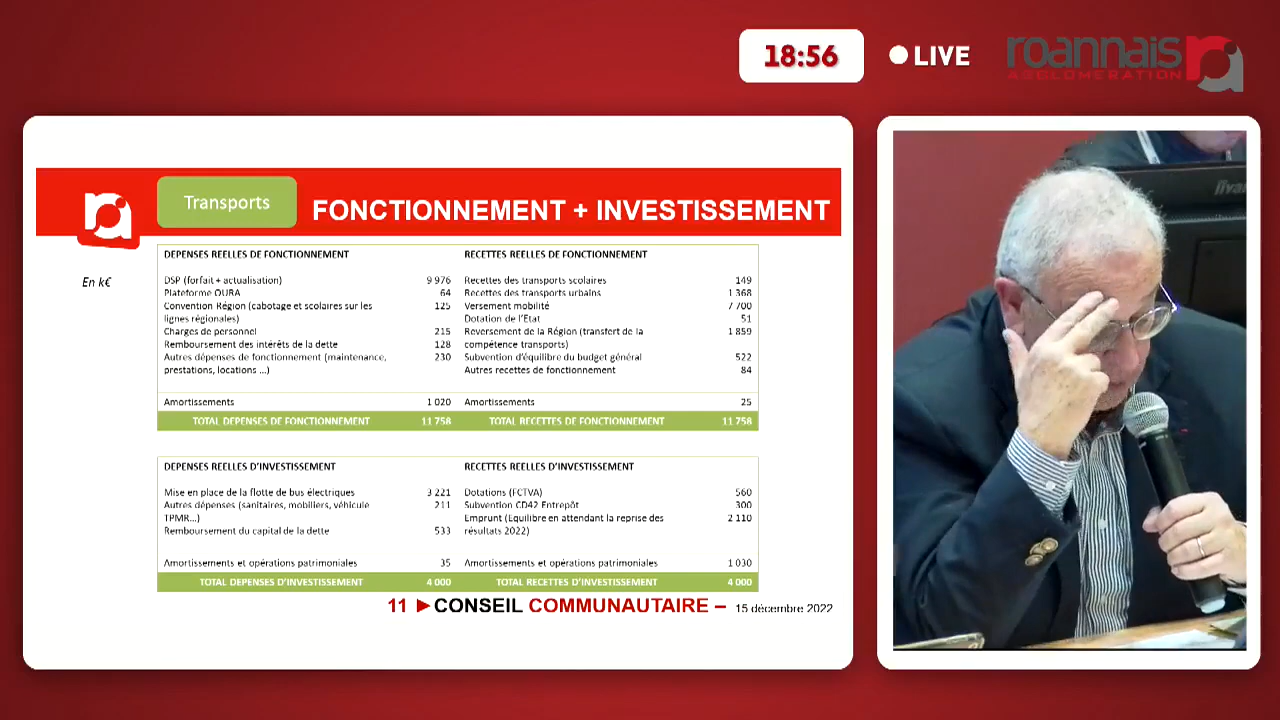 18:56
LIVE
roannais
AGGLOMERATION
Transports
FONCTIONNEMENT + INVESTISSEMENT
En k€
DEPENSES REELLES DE FONCTIONNEMENT
RECETTES REELLES DE FONCTIONNEMENT
DSP (forfait + actualisation) 9 976 Recettes des transports scolaires 149
Plateforme OURA 64 Recettes des transports urbains 1 368
Convention Région (cabotage et scolaires sur les 125 Versement mobilité 7 700
lignes régionales) Dotation de l'Etat 51
Charges de personnel 215 Reversement de la Région (transfert de la 1 859
Remboursement des intérêts de la dette 128 compétence transports)
Autres dépenses de fonctionnement (maintenance, 230 Subvention d'équilibre du budget général 522
prestations, locations ...) Autres recettes de fonctionnement 84
Amortissements 1 020 Amortissements 25
TOTAL DEPENSES DE FONCTIONNEMENT 11 758 TOTAL RECETTES DE FONCTIONNEMENT 11 758
DEPENSES REELLES D'INVESTISSEMENT
RECETTES REELLES D'INVESTISSEMENT
Mise en place de la flotte de bus électriques 3 221 Dotations (FCTVA) 560
Autres dépenses (sanitaires, mobiliers, véhicule 211 Subvention CD42 Entrepôt 300
TPMR...) Emprunt (Equilibre en attendant la reprise des 2 110
Remboursement du capital de la dette 533 résultats 2022)
Amortissements et opérations patrimoniales 35 Amortissements et opérations patrimoniales 1 030
TOTAL DEPENSES D'INVESTISSEMENT 4 000 TOTAL RECETTES D'INVESTISSEMENT 4 000
11 ►CONSEIL COMMUNAUTAIRE – 15 décembre 2022